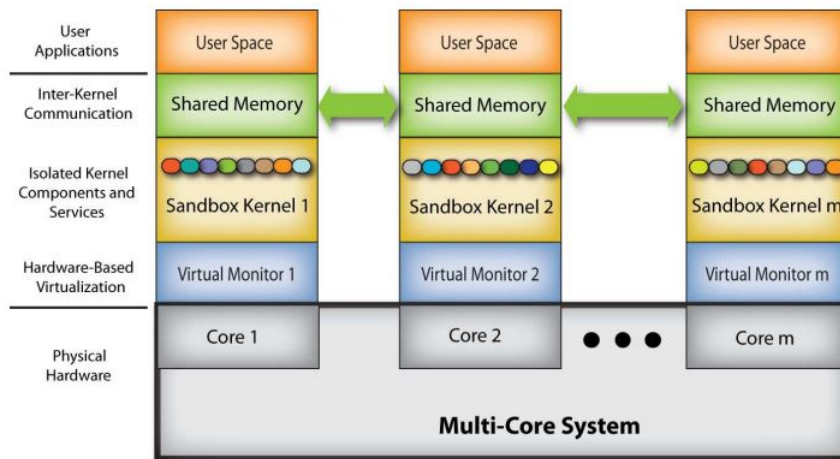 User
Applications
User Space
User Space
User Space
Inter-Kernel
Communication
Shared Memory
Shared Memory
Shared Memory
Isolated Kernel
Components and
Services
Sandbox Kernel 1
Sandbox Kernel 2
Sandbox Kernel m
Hardware-Based
Virtualization
Virtual Monitor 1
Virtual Monitor 2
Virtual Monitor m
Physical
Hardware
Core 1
Core 2
Core m
Multi-Core System